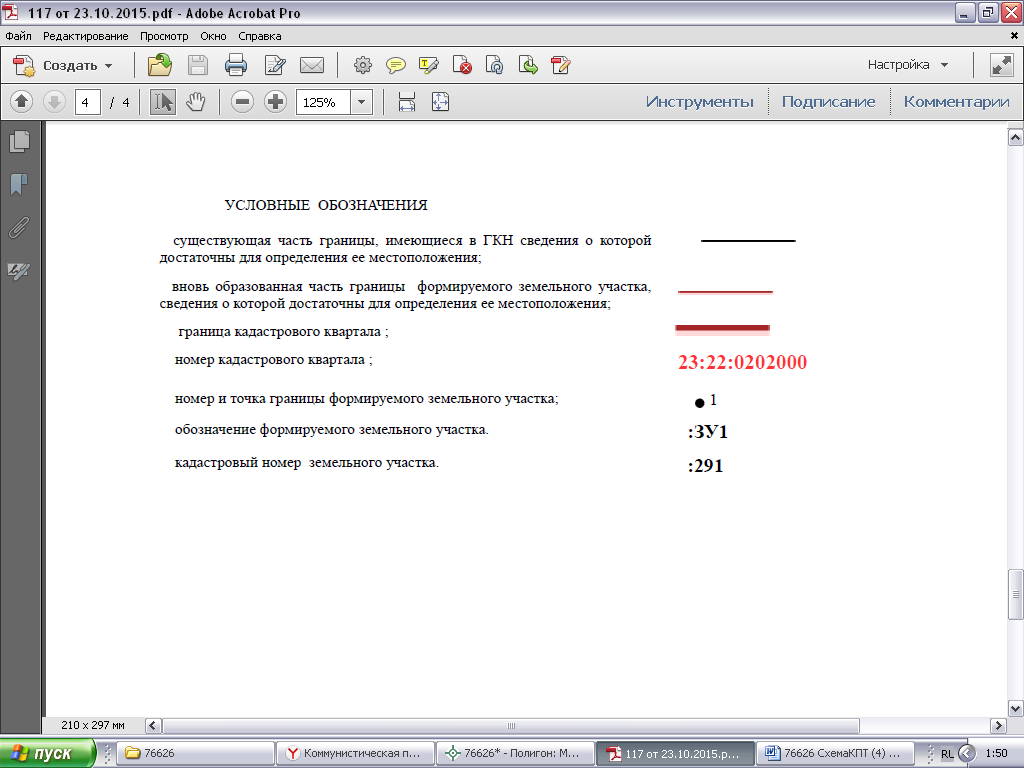 117 от 23.10.2015.pdf - Adobe Acrobat Pro
Файл Редактирование Просмотр Окно Справка
Создать Настройка
4 / 4 125% Инструменты Подписание Комментарии
УСЛОВНЫЕ ОБОЗНАЧЕНИЯ
существующая часть границы, имеющиеся в ГКН сведения о которой
достаточны для определения ее местоположения;
вновь образованная часть границы формируемого земельного участка,
сведения о которой достаточны для определения ее местоположения;
граница кадастрового квартала ;
номер кадастрового квартала ; 23:22:0202000
номер и точка границы формируемого земельного участка; 1
обозначение формируемого земельного участка. :ЗУ1
кадастровый номер земельного участка. :291
210 x 297 мм
пуск 76626 Коммунистическая п... 76626* - Полигон: М... 117 от 23.10.2015.p... 76626 СхемаКПТ (4) ... RL 1:50